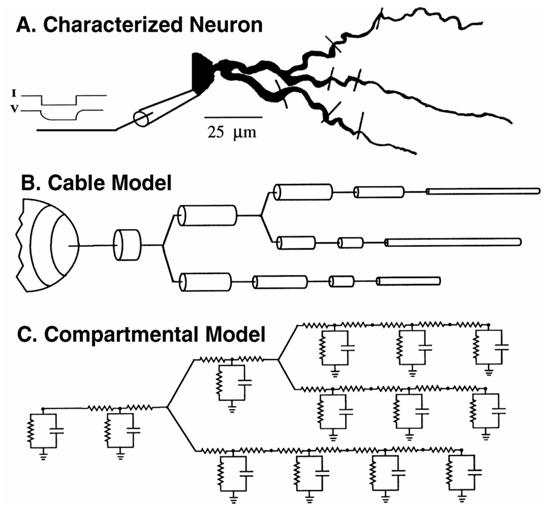 A. Characterized Neuron
I
V
25 μm
B. Cable Model
C. Compartmental Model